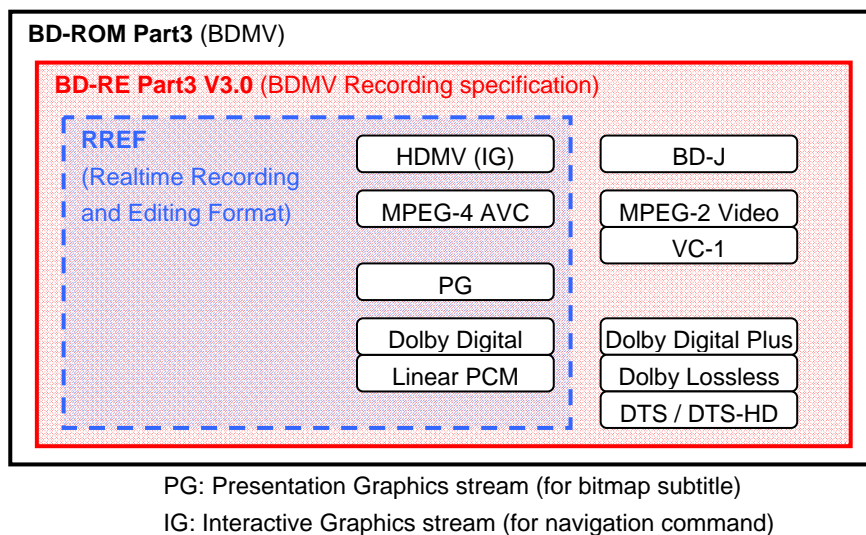 BD-ROM Part3 (BDMV)
BD-RE Part3 V3.0 (BDMV Recording specification)
RREF
(Realtime Recording
and Editing Format)
HDMV (IG)
BD-J
MPEG-4 AVC
MPEG-2 Video
VC-1
PG
Dolby Digital
Dolby Digital Plus
Linear PCM
Dolby Lossless
DTS / DTS-HD
PG: Presentation Graphics stream (for bitmap subtitle)
IG: Interactive Graphics stream (for navigation command)